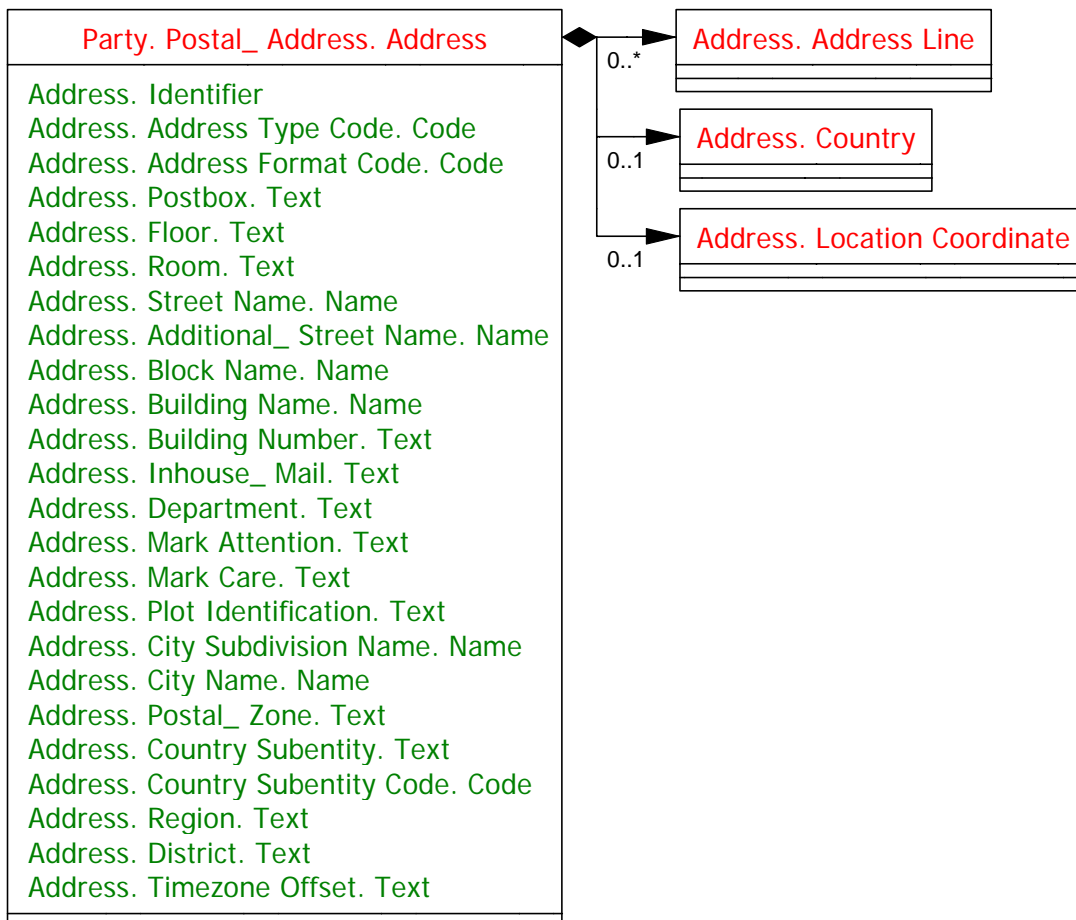 Party. Postal_ Address. Address
Address. Identifier
Address. Address Type Code. Code
Address. Address Format Code. Code
Address. Postbox. Text
Address. Floor. Text
Address. Room. Text
Address. Street Name. Name
Address. Additional_ Street Name. Name
Address. Block Name. Name
Address. Building Name. Name
Address. Building Number. Text
Address. Inhouse_ Mail. Text
Address. Department. Text
Address. Mark Attention. Text
Address. Mark Care. Text
Address. Plot Identification. Text
Address. City Subdivision Name. Name
Address. City Name. Name
Address. Postal_ Zone. Text
Address. Country Subentity. Text
Address. Country Subentity Code. Code
Address. Region. Text
Address. District. Text
Address. Timezone Offset. Text
0..*
Address. Address Line
0..1
Address. Country
0..1
Address. Location Coordinate